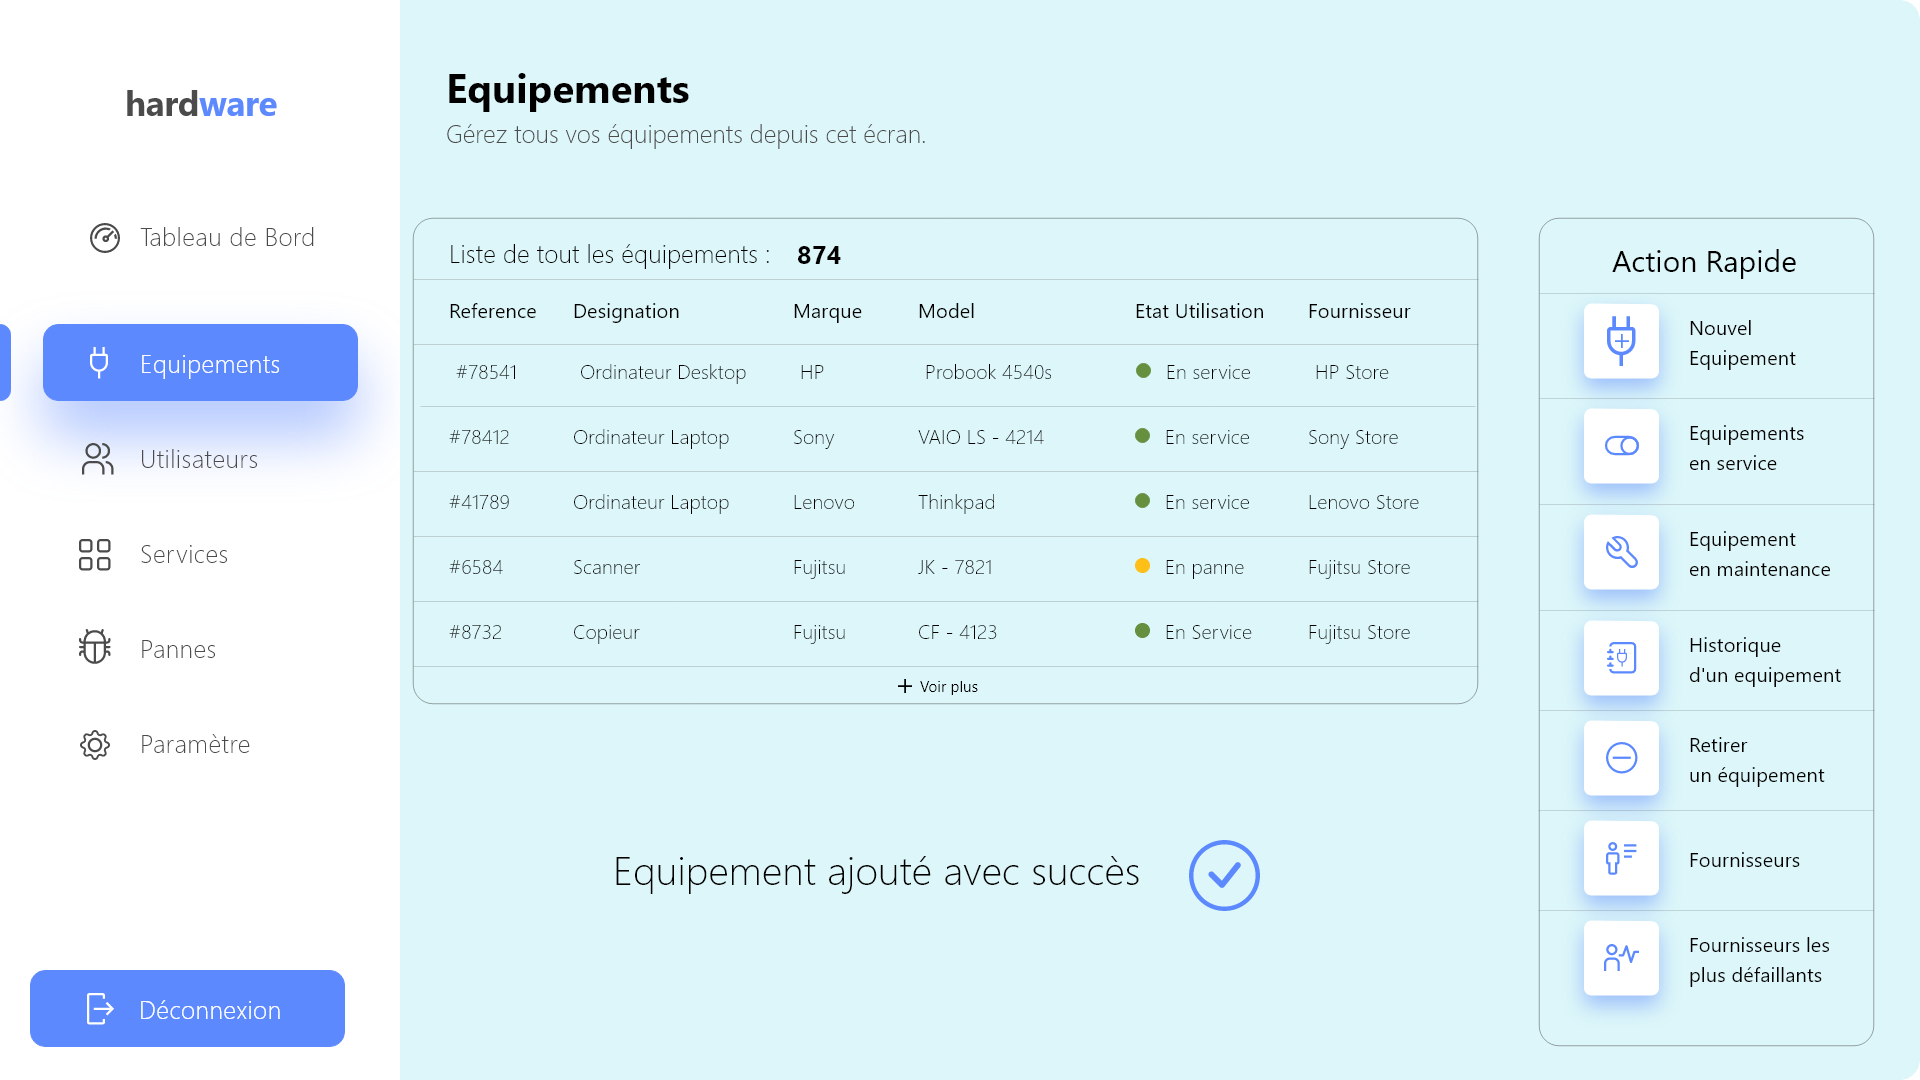 hardware
Tableau de Bord
Equipements
Utilisateurs
Services
Pannes
Paramètre
Déconnexion
Equipements
Gérez tous vos équipements depuis cet écran.
Liste de tout les équipements : 874
Reference Designation Marque Model Etat Utilisation Fournisseur
#78541 Ordinateur Desktop HP Probook 4540s En service HP Store
#78412 Ordinateur Laptop Sony VAIO LS - 4214 En service Sony Store
#41789 Ordinateur Laptop Lenovo Thinkpad En service Lenovo Store
#6584 Scanner Fujitsu JK - 7821 En panne Fujitsu Store
#8732 Copieur Fujitsu CF - 4123 En Service Fujitsu Store
Voir plus
Equipement ajouté avec succès
Action Rapide
Nouvel
Equipement
Equipements
en service
Equipement
en maintenance
Historique
d'un equipement
Retirer
un équipement
Fournisseurs
Fournisseurs les
plus défaillants